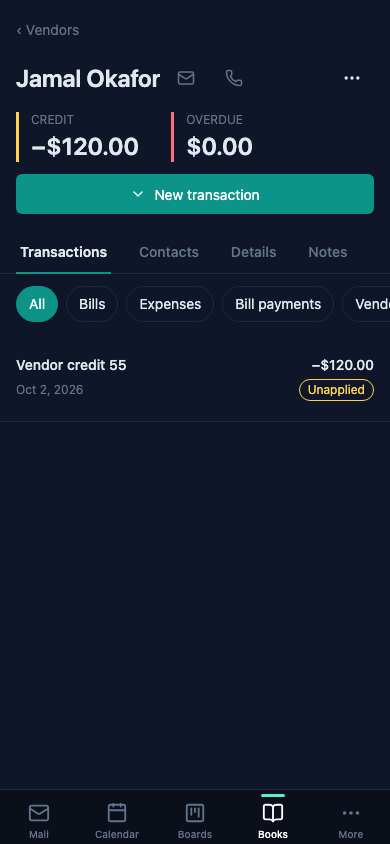 ‹ Vendors
Jamal Okafor
CREDIT OVERDUE
–$120.00 $0.00
New transaction
Transactions Contacts Details Notes
All Bills Expenses Bill payments Vend
Vendor credit 55 –$120.00
Oct 2, 2026 Unapplied
Mail Calendar Boards Books More